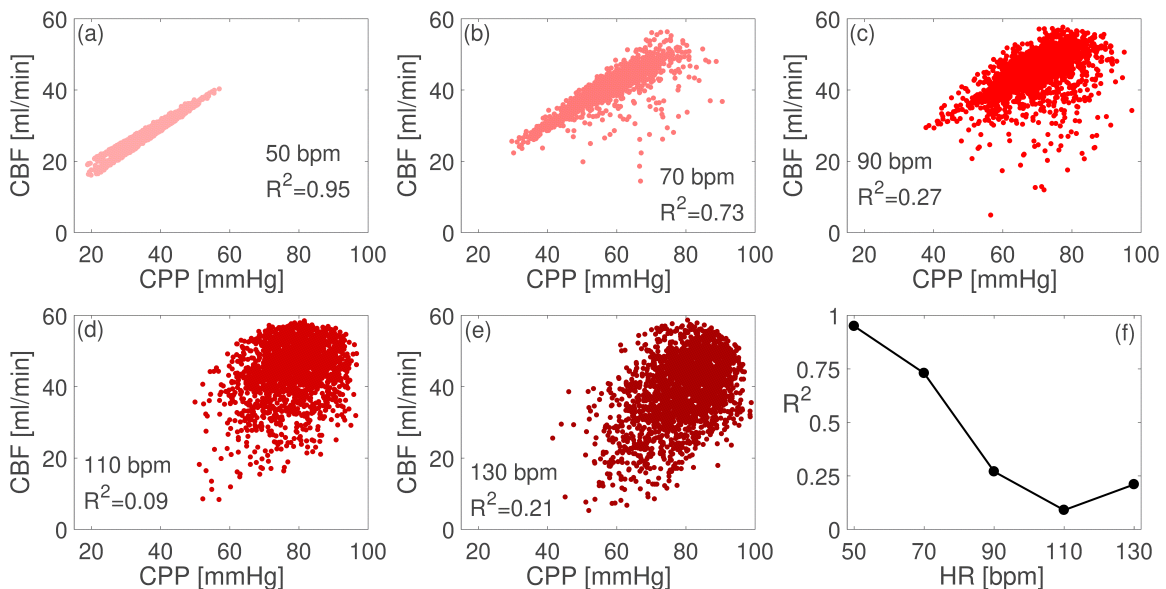 (a)
60
40
20
0
CBF [ml/min]
50 bpm
R²=0.95
20 40 60 80 100
CPP [mmHg]
(b)
60
40
20
0
CBF [ml/min]
70 bpm
R²=0.73
20 40 60 80 100
CPP [mmHg]
(c)
60
40
20
0
CBF [ml/min]
90 bpm
R²=0.27
20 40 60 80 100
CPP [mmHg]
(d)
60
40
20
0
CBF [ml/min]
110 bpm
R²=0.09
20 40 60 80 100
CPP [mmHg]
(e)
60
40
20
0
CBF [ml/min]
130 bpm
R²=0.21
20 40 60 80 100
CPP [mmHg]
(f)
1
0.75
0.5
0.25
0
R²
50 70 90 110 130
HR [bpm]